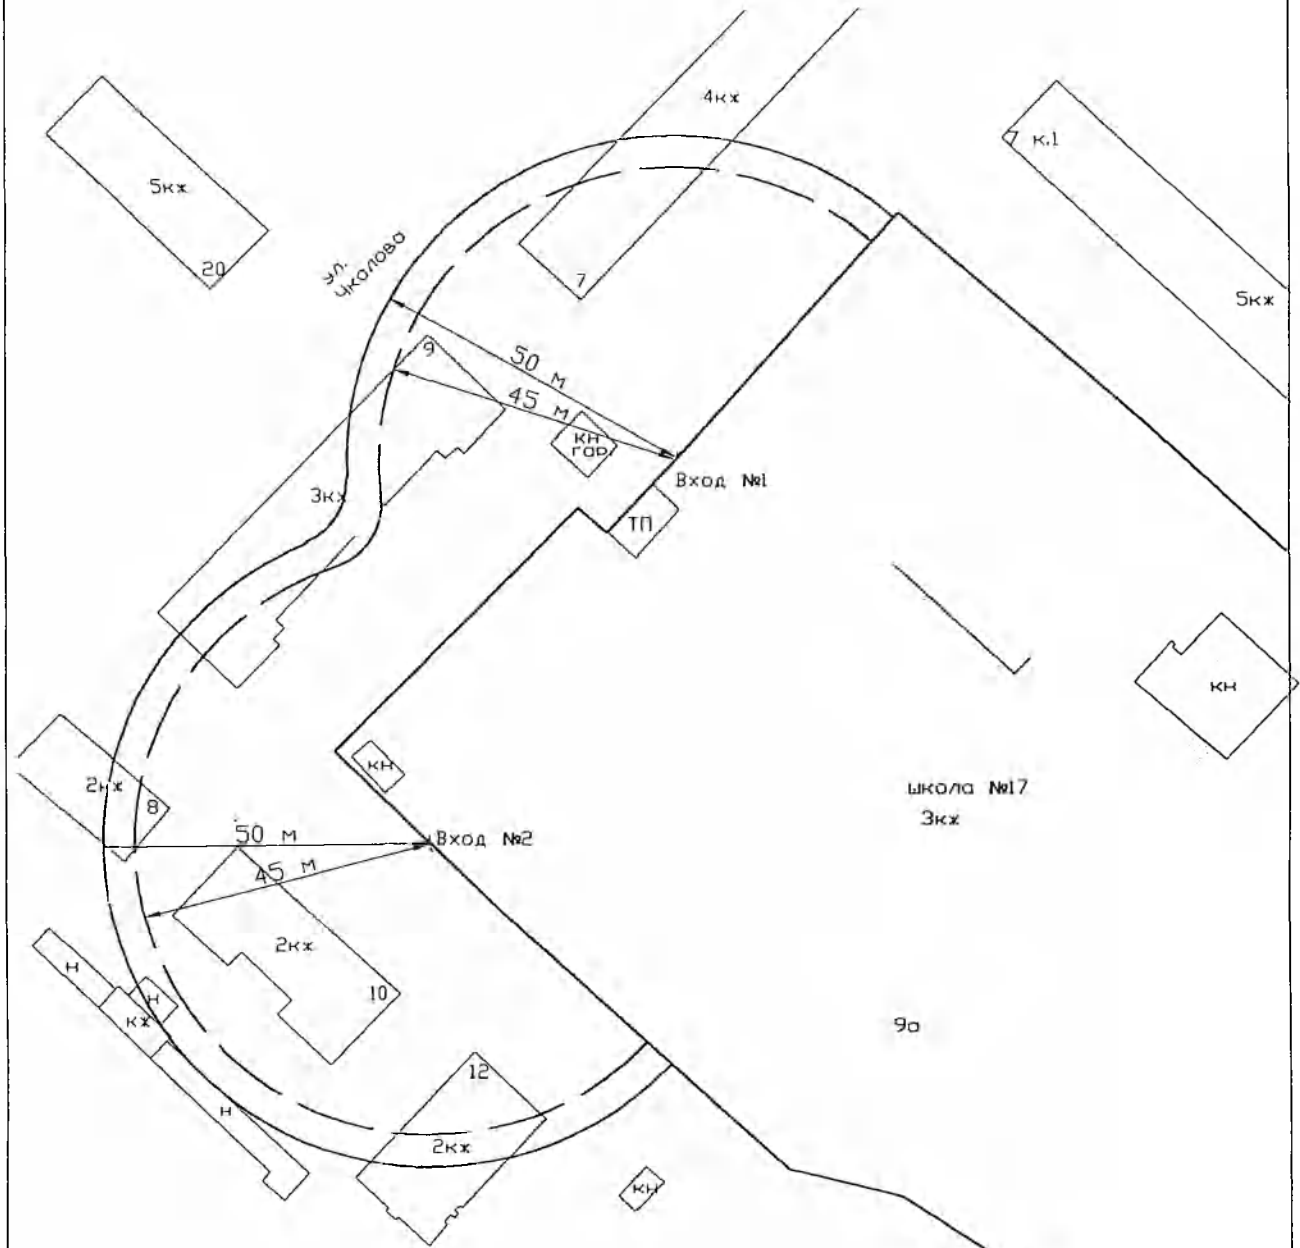 4кж
к.1
5кж
20
ул.
Чкалова
7
5кж
9
50 м
45 м
кн
гар.
Вход №1
3кж
ТП
кн
кн
школа №17
3кж
2кж
8
50 м
Вход №2
45 м
2кж
10
н
н
кж
9а
12
н
2кж
кн